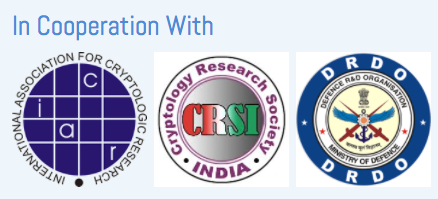 In Cooperation With
INTERNATIONAL ASSOCIATION FOR CRYPTOLOGIC RESEARCH
i a c r
Cryptology Research Society
CRSI
INDIA
DRDO
DEFENCE R&D ORGANISATION
MINISTRY OF DEFENCE
DRDO